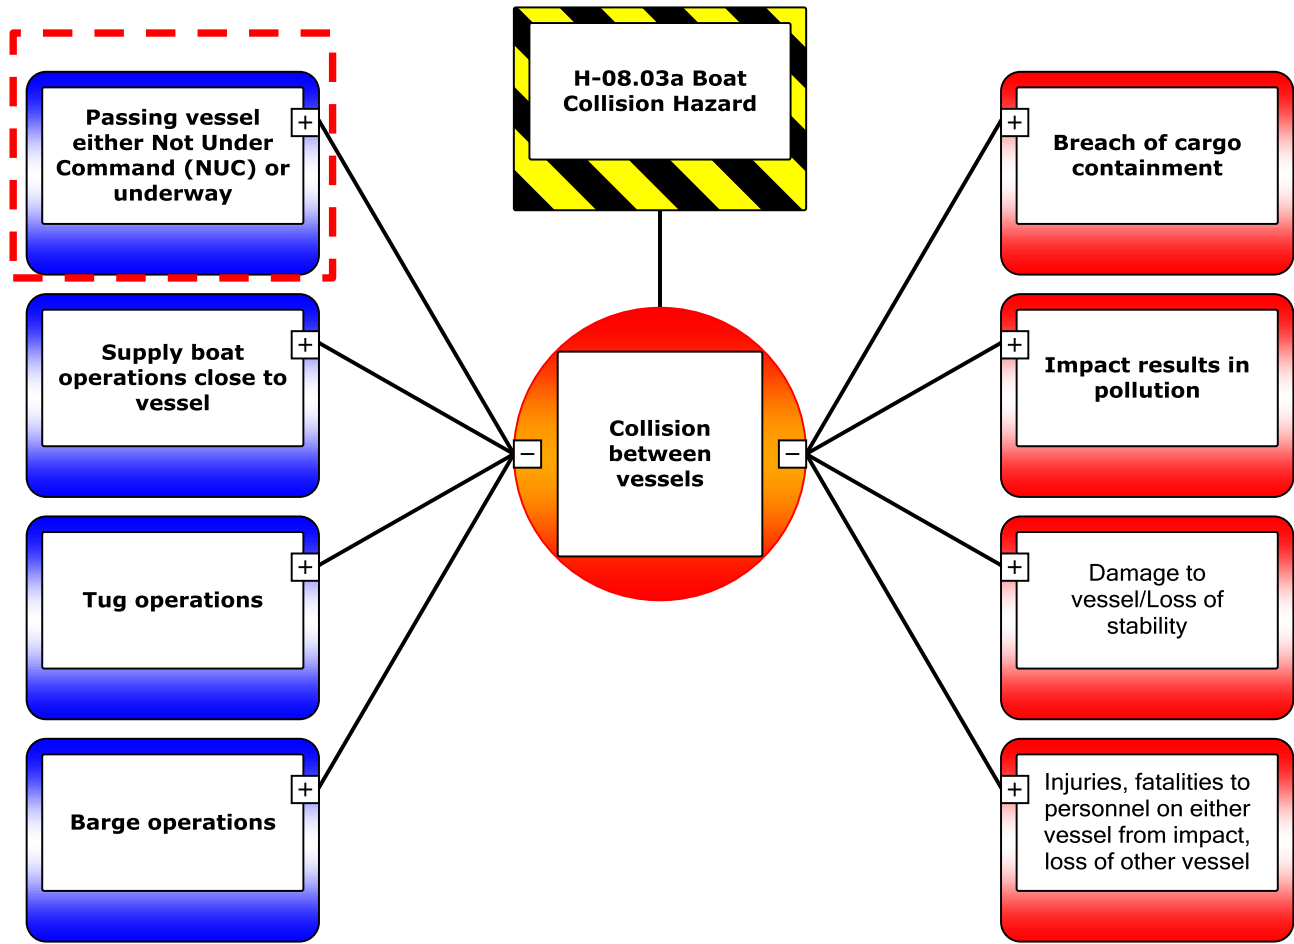 H-08.03a Boat
Collision Hazard
Passing vessel
either Not Under
Command (NUC) or
underway
Supply boat
operations close to
vessel
Tug operations
Barge operations
Collision
between
vessels
Breach of cargo
containment
Impact results in
pollution
Damage to
vessel/Loss of
stability
Injuries, fatalities to
personnel on either
vessel from impact,
loss of other vessel